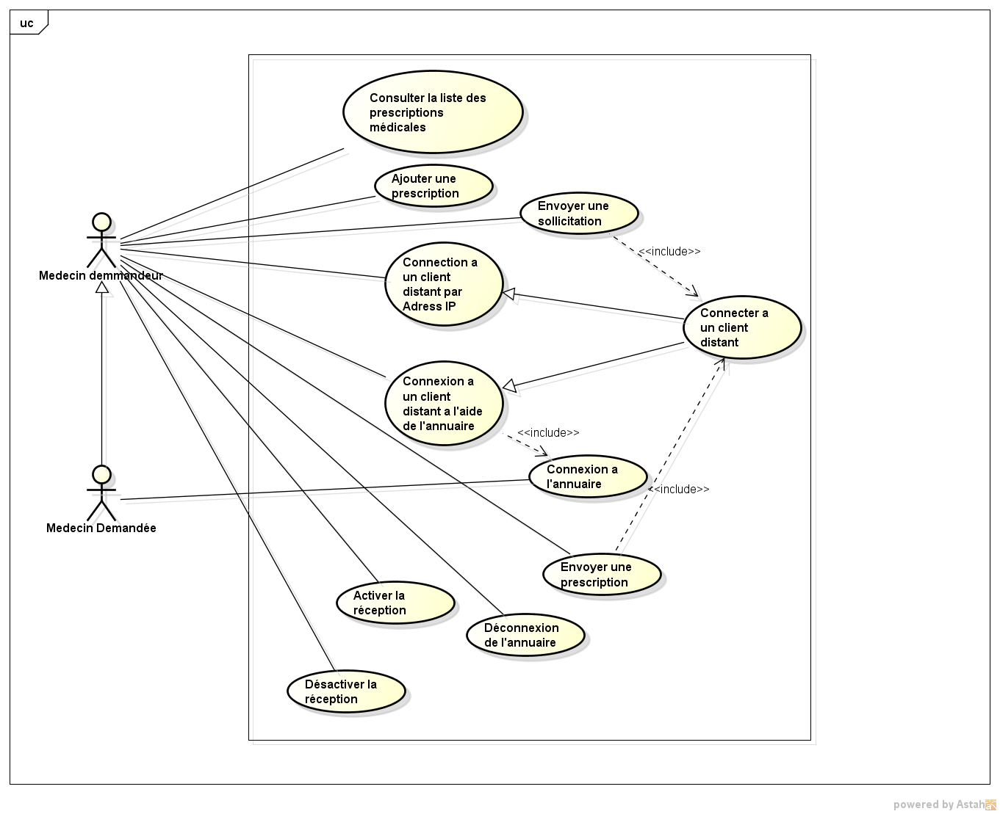 uc
Consulter la liste des
prescriptions
médicales
Ajouter une
prescription
Envoyer une
sollicitation
<<include>>
Medecin demmandeur
Connection a
un client
distant par
Adress IP
Connecter a
un client
distant
Connexion a
un client
distant a l'aide
de l'annuaire
<<include>>
Connexion a
l'annuaire
<<include>>
Medecin Demandée
Envoyer une
prescription
Activer la
réception
Déconnexion
de l'annuaire
Désactiver la
réception
powered by Astah